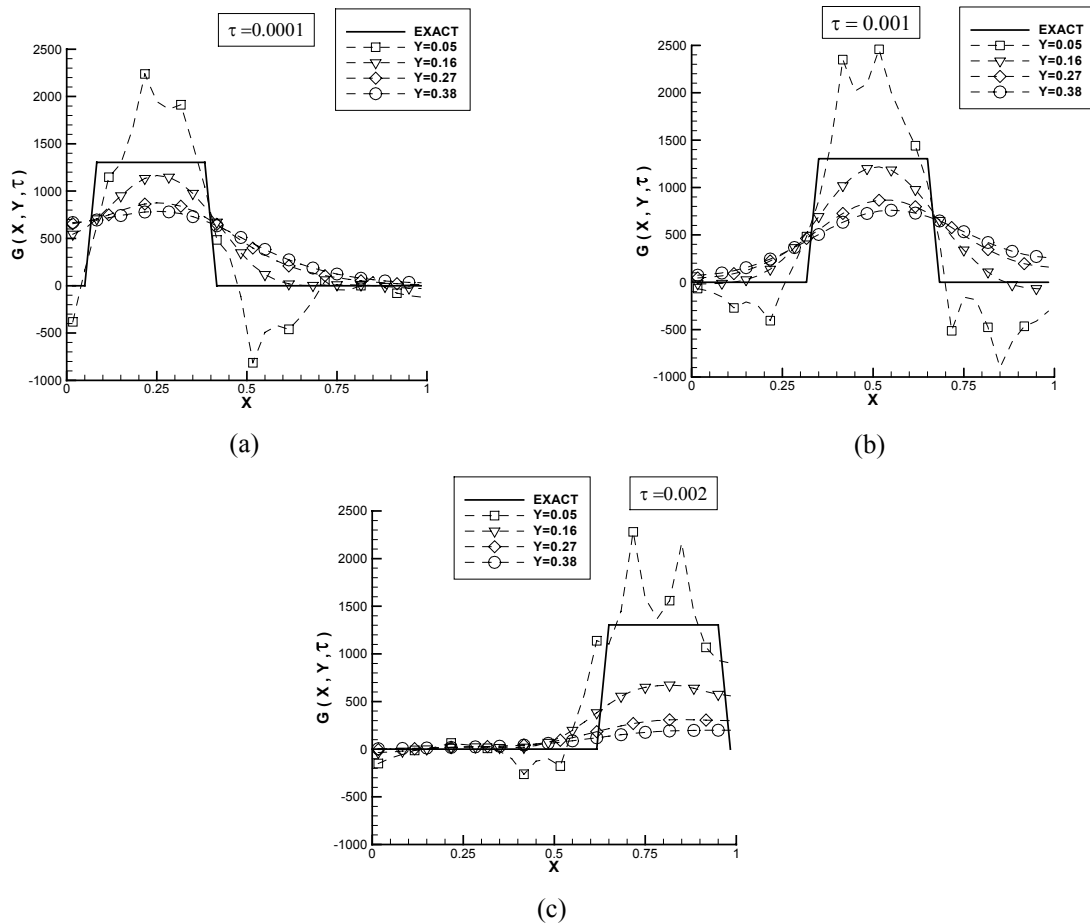 τ =0.0001
EXACT
Y=0.05
Y=0.16
Y=0.27
Y=0.38
2500
2000
1500
1000
500
0
-500
-1000
G ( X , Y , τ )
0 0.25 0.5 0.75 1
X
(a)
τ =0.001
EXACT
Y=0.05
Y=0.16
Y=0.27
Y=0.38
2500
2000
1500
1000
500
0
-500
-1000
G ( X , Y , τ )
0 0.25 0.5 0.75 1
X
(b)
EXACT
Y=0.05
Y=0.16
Y=0.27
Y=0.38
τ =0.002
2500
2000
1500
1000
500
0
-500
-1000
G ( X , Y , τ )
0 0.25 0.5 0.75 1
X
(c)